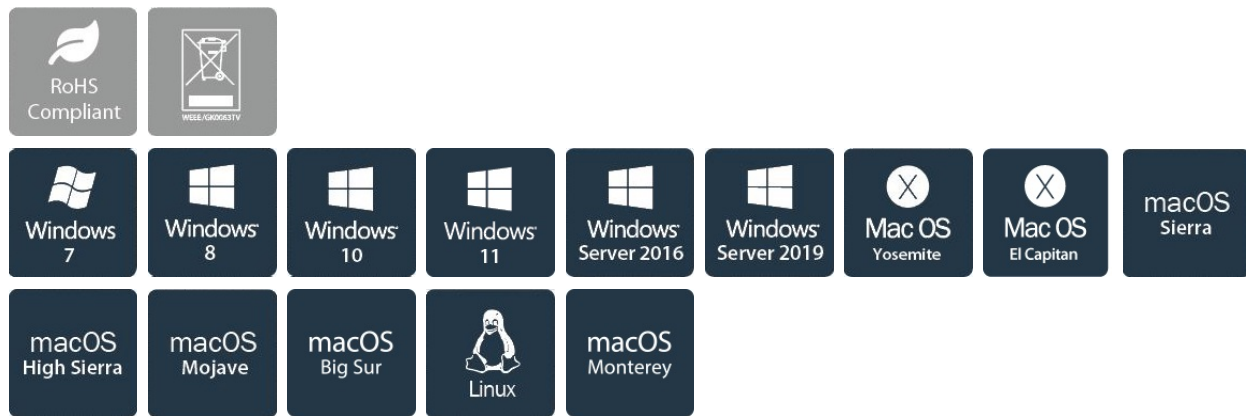 RoHS
Compliant
WEEE/GK0083TV
Windows
7
Windows
8
Windows
10
Windows
11
Windows
Server 2016
Windows
Server 2019
X
Mac OS
Yosemite
X
Mac OS
El Capitan
macOS
Sierra
macOS
High Sierra
macOS
Mojave
macOS
Big Sur
Linux
macOS
Monterey